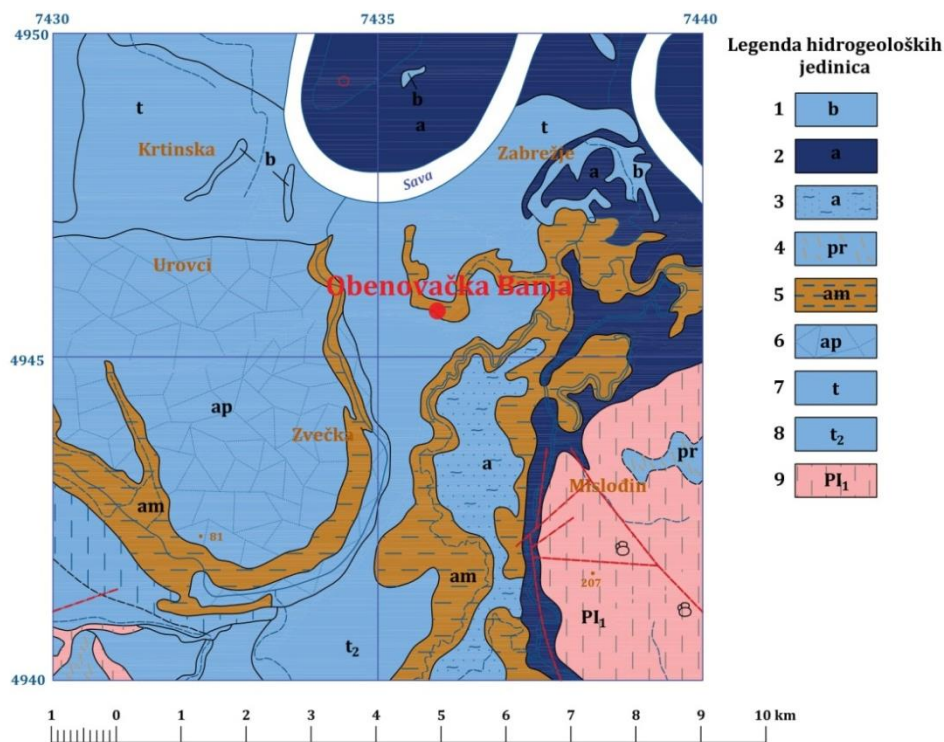 7430
7435
7440
4950
4945
4940
Legenda hidrogeoloških
jedinica
1 b
2 a
3 a
4 pr
5 am
6 ap
7 t
8 t₂
9 Pl₁
t
b
a
t
Krtinska
b
Zabrežje
a
b
Sava
Urovci
Obenovačka Banja
ap
Zvečka
a
pr
Mislođin
am
81
am
207
Pl₁
t₂
1 0 1 2 3 4 5 6 7 8 9 10 km